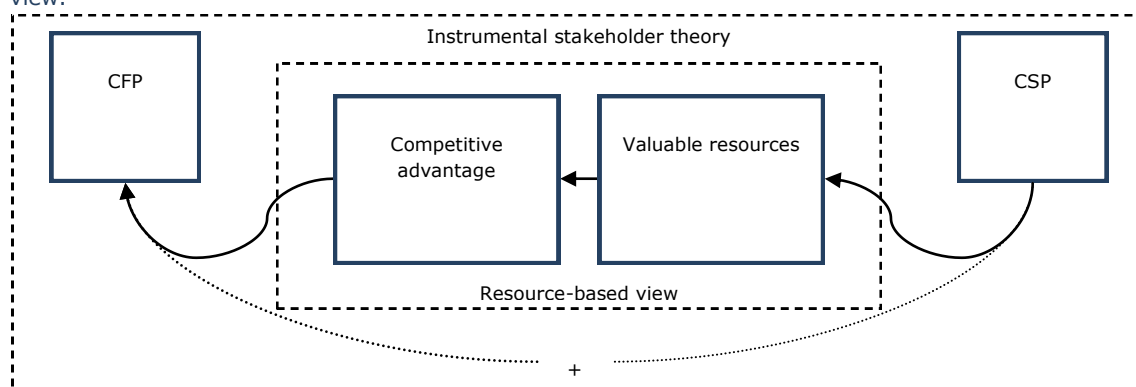 view.
Instrumental stakeholder theory
CFP
CSP
Competitive
advantage
Valuable resources
Resource-based view
+